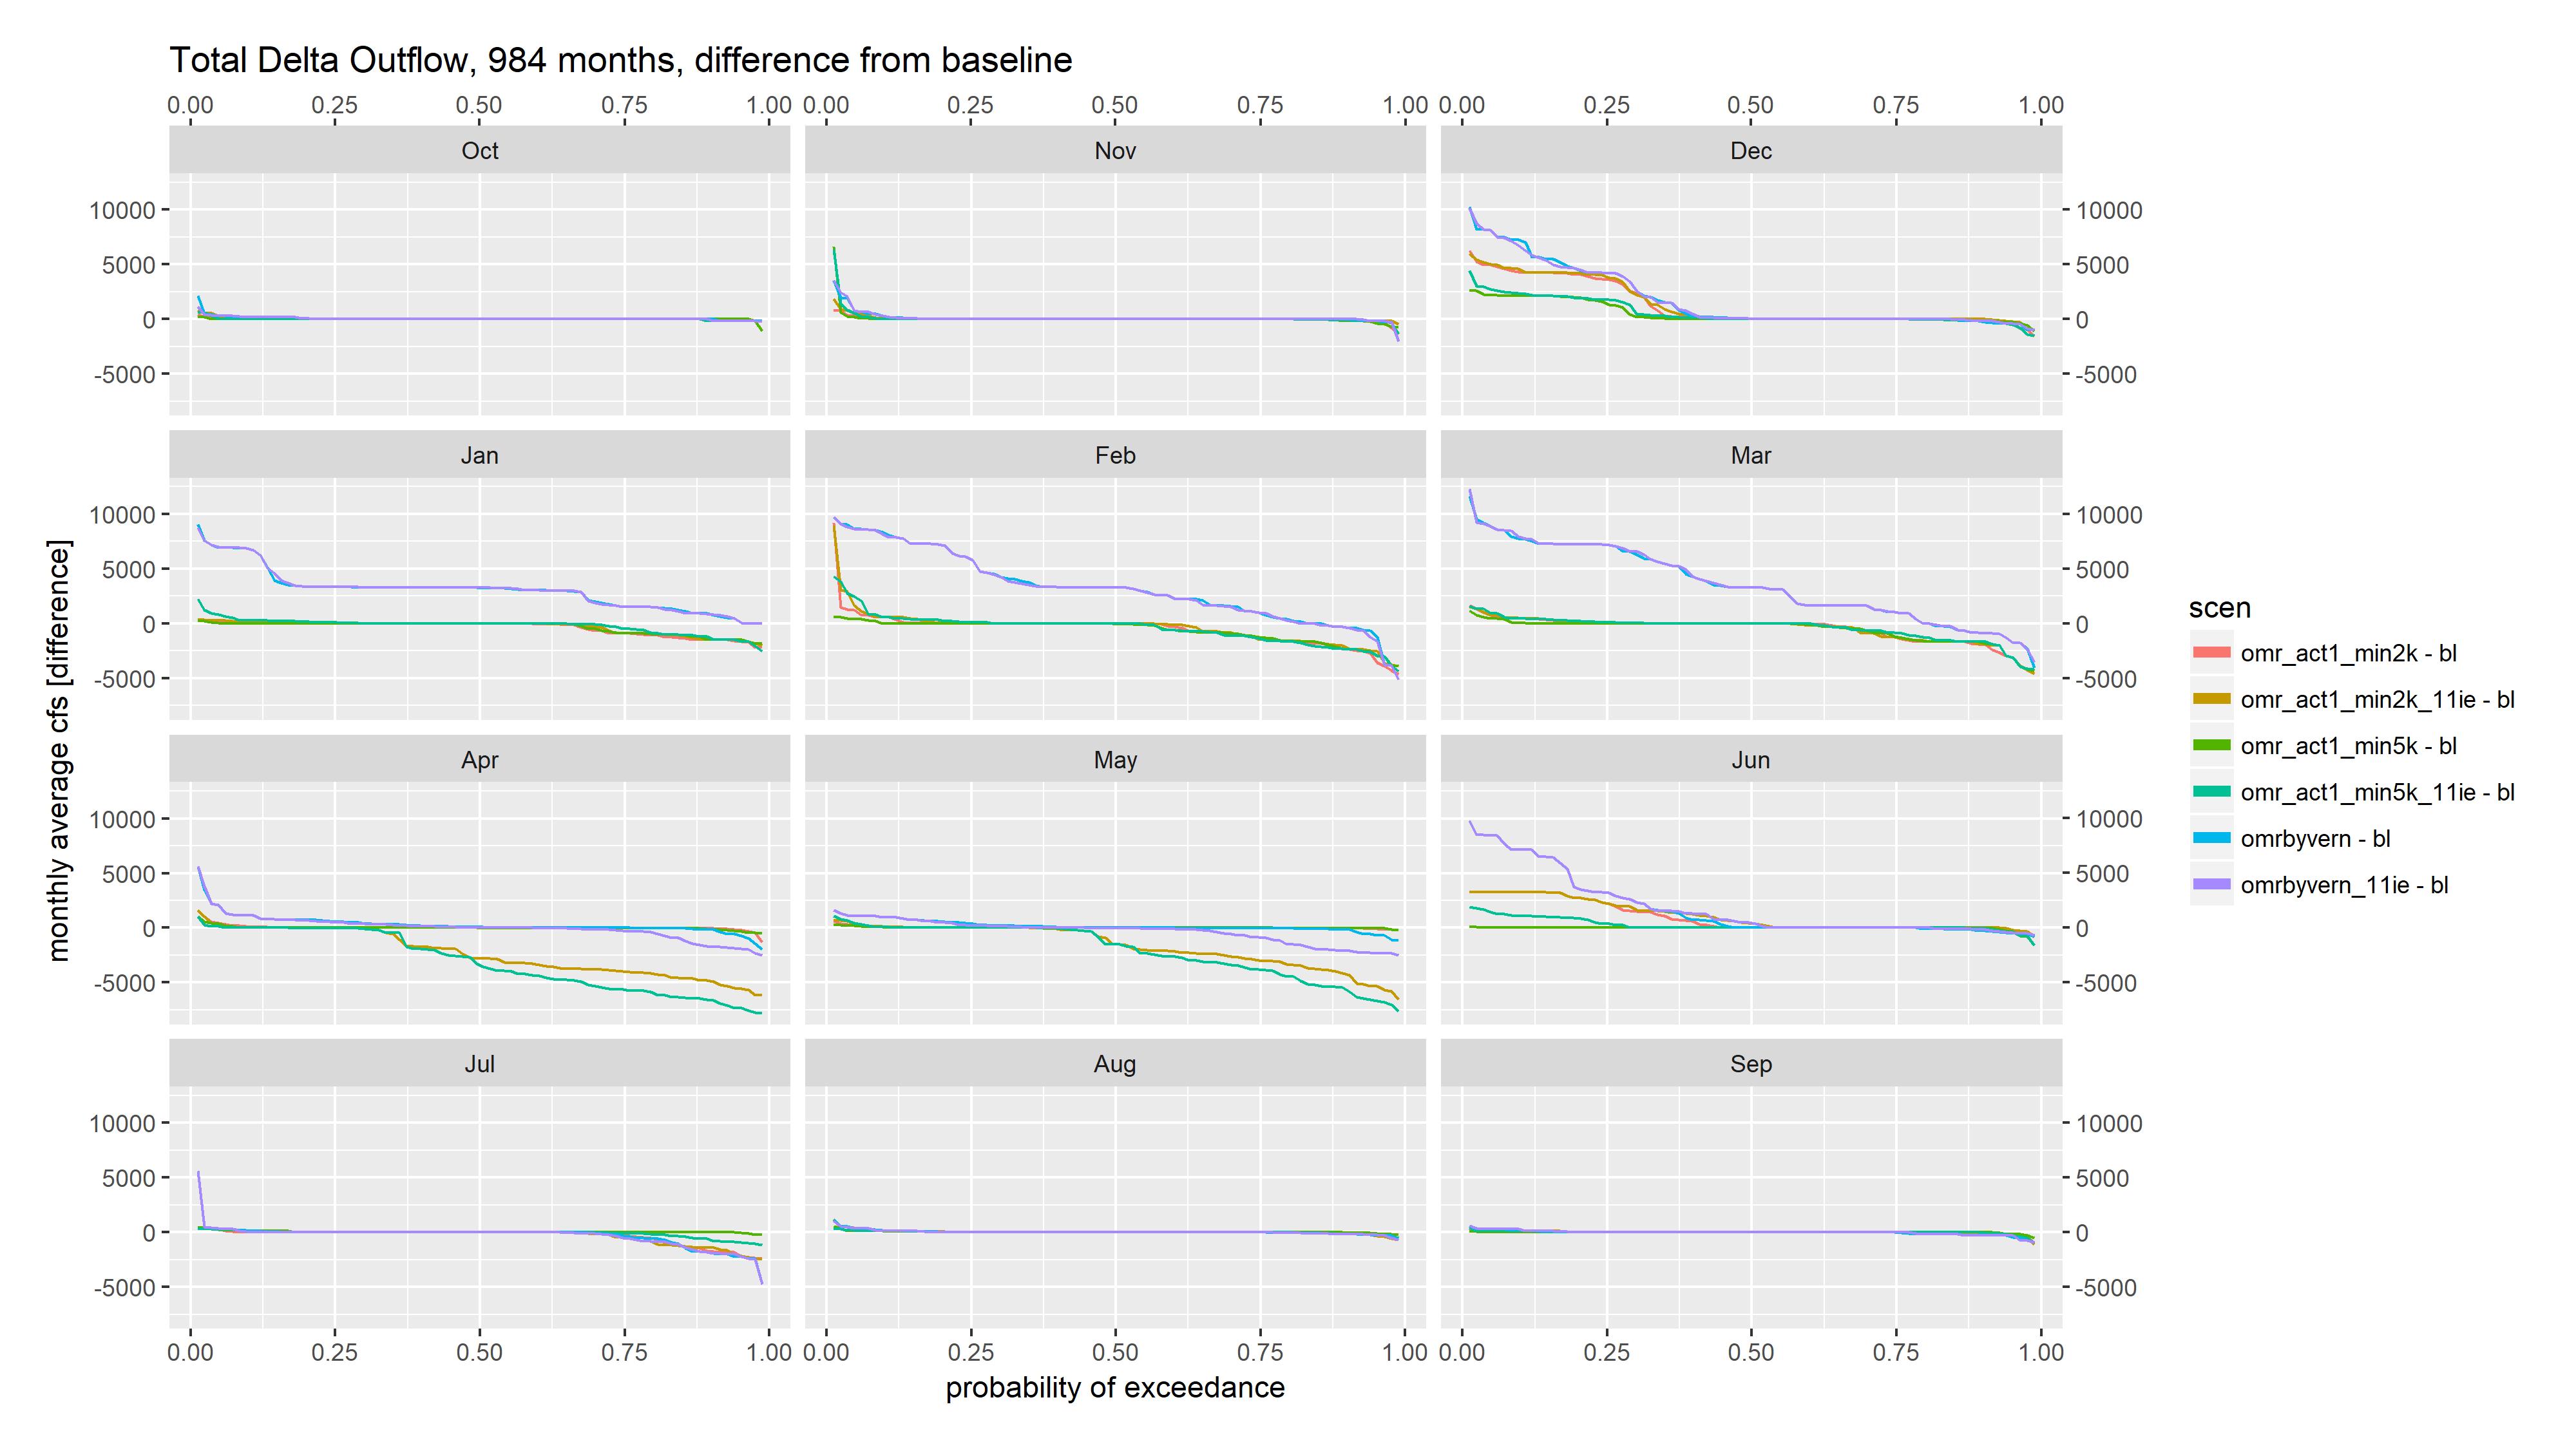 Total Delta Outflow, 984 months, difference from baseline
0.00 0.25 0.50 0.75 1.00 0.00 0.25 0.50 0.75 1.00 0.00 0.25 0.50 0.75 1.00
Oct Nov Dec
10000 10000
5000 5000
0 0
-5000 -5000
Jan Feb Mar
10000 10000
5000 5000
0 0
-5000 -5000
Apr May Jun
10000 10000
5000 5000
0 0
-5000 -5000
Jul Aug Sep
10000 10000
5000 5000
0 0
-5000 -5000
0.00 0.25 0.50 0.75 1.00 0.00 0.25 0.50 0.75 1.00 0.00 0.25 0.50 0.75 1.00
probability of exceedance
monthly average cfs [difference]
scen
omr_act1_min2k - bl
omr_act1_min2k_11ie - bl
omr_act1_min5k - bl
omr_act1_min5k_11ie - bl
omrbyvern - bl
omrbyvern_11ie - bl